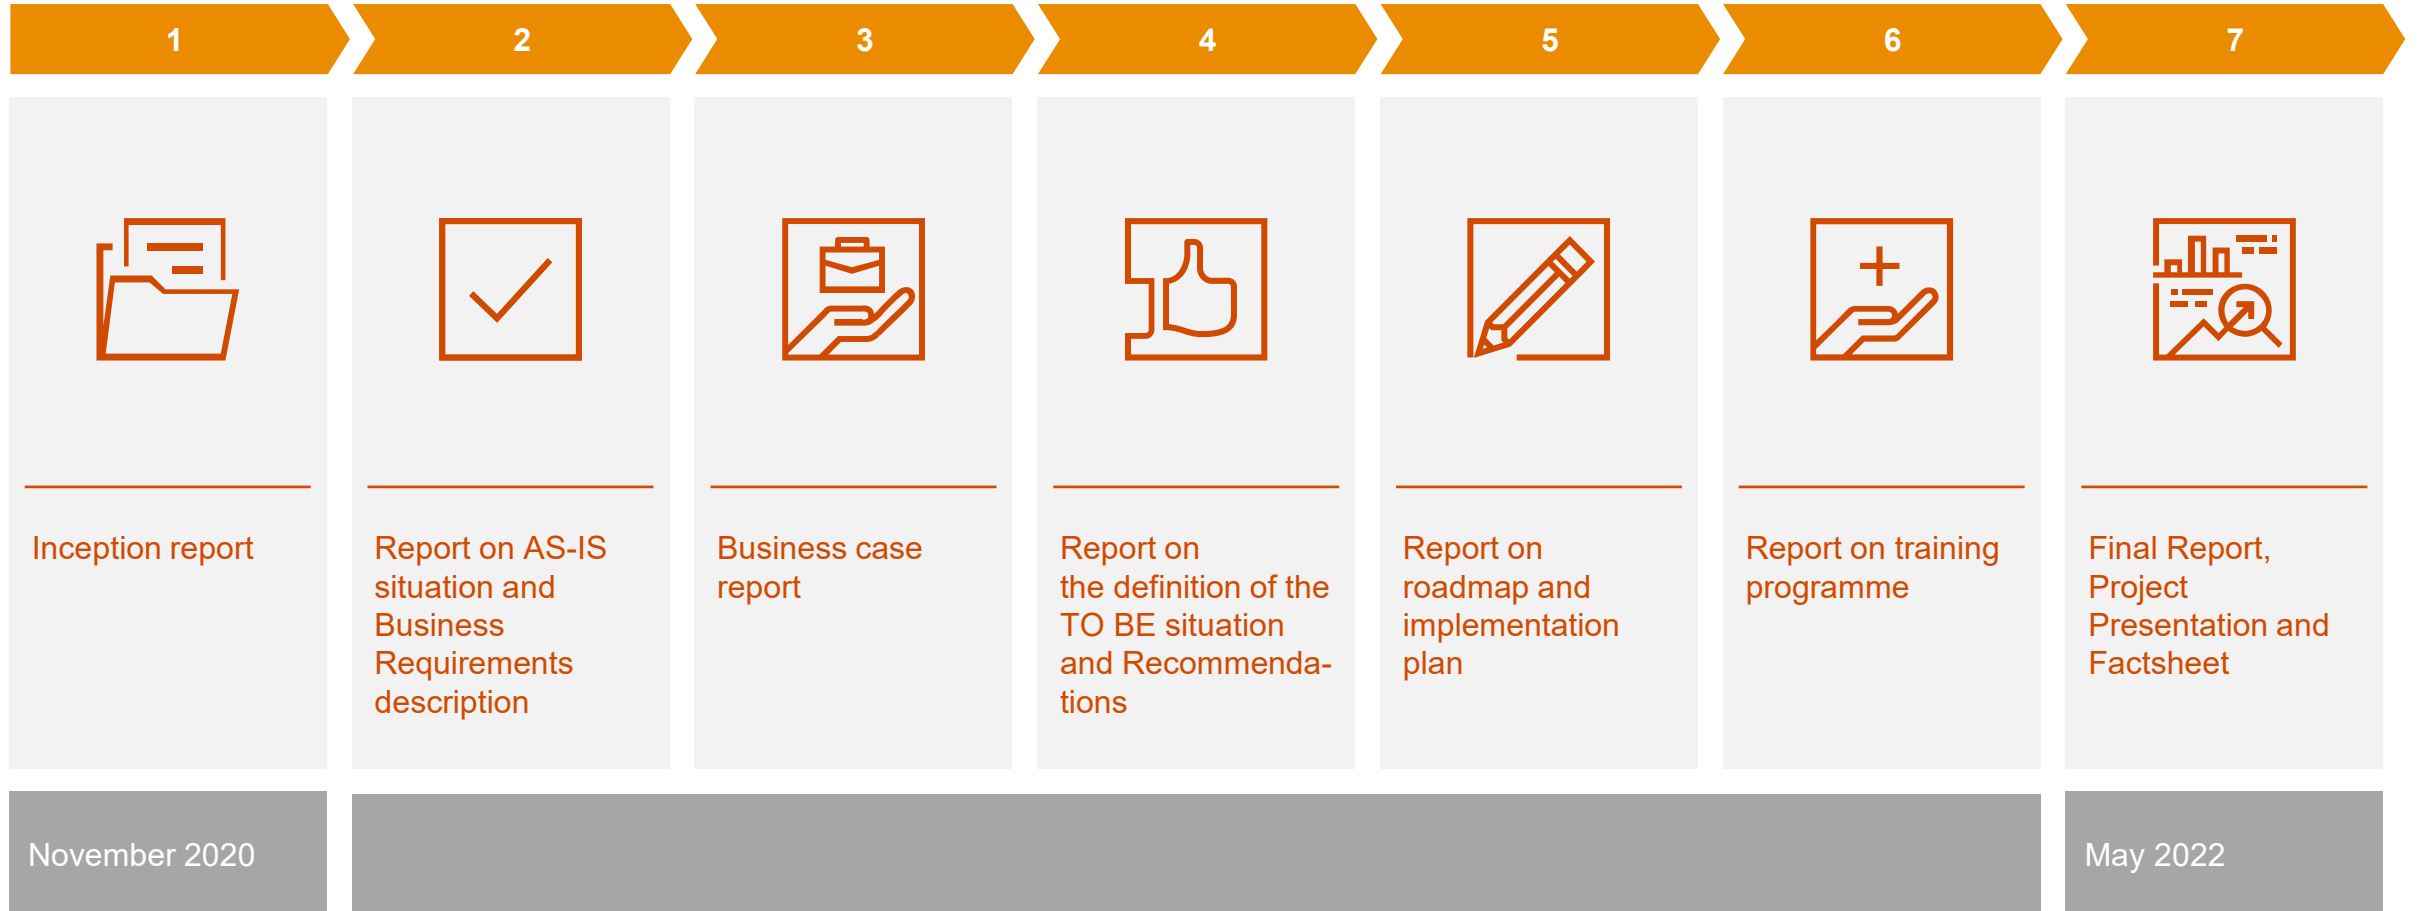 1
2
3
4
5
6
7
Inception report
Report on AS-IS
situation and
Business
Requirements
description
Business case
report
Report on
the definition of the
TO BE situation
and Recommenda-
tions
Report on
roadmap and
implementation
plan
Report on training
programme
Final Report,
Project
Presentation and
Factsheet
November 2020
May 2022